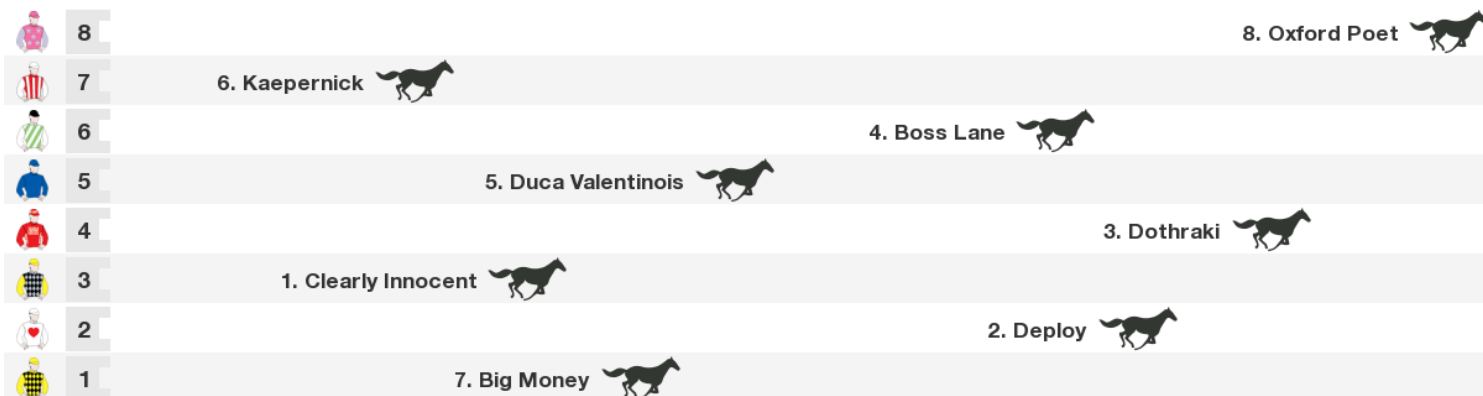 8 8. Oxford Poet
7 6. Kaepernick
6 4. Boss Lane
5 5. Duca Valentinois
4 3. Dothraki
3 1. Clearly Innocent
2 2. Deploy
1 7. Big Money